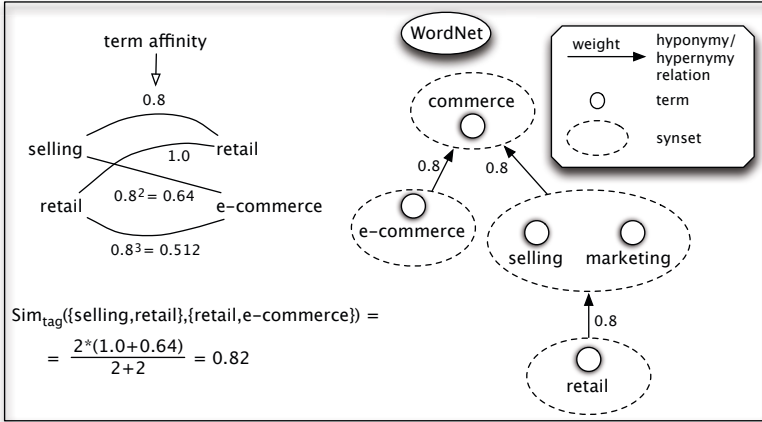 term affinity
0.8
selling
retail
1.0
retail
e-commerce
0.8² = 0.64
0.8³ = 0.512
Sim_tag({selling,retail},{retail,e-commerce}) =
= 2*(1.0+0.64) / 2+2 = 0.82
WordNet
commerce
0.8
0.8
e-commerce
selling
marketing
0.8
retail
weight
hyponymy/
hypernymy
relation
term
synset